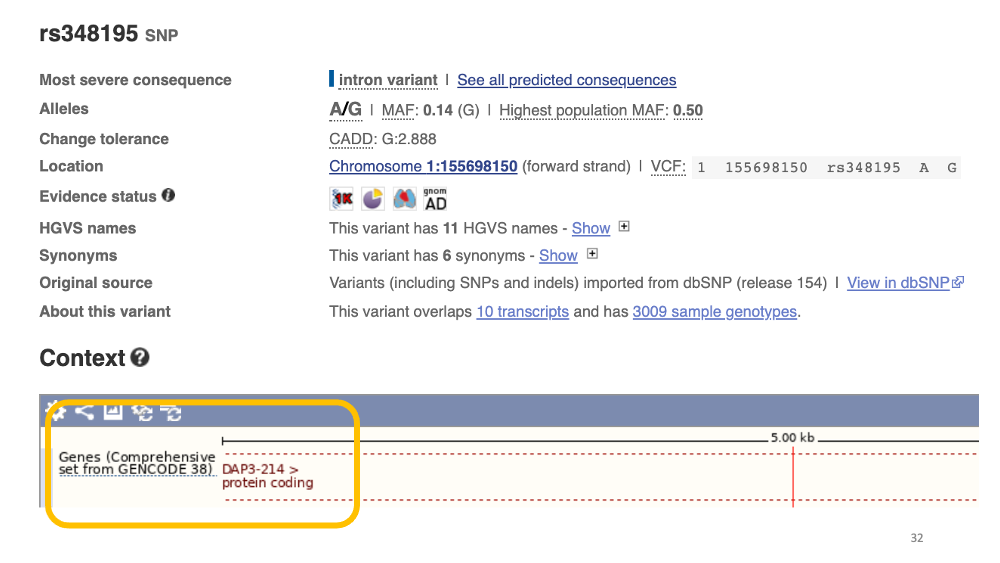 rs348195 SNP
Most severe consequence intron variant | See all predicted consequences
Alleles A/G | MAF: 0.14 (G) | Highest population MAF: 0.50
Change tolerance CADD: G:2.888
Location Chromosome 1:155698150 (forward strand) | VCF: 1 155698150 rs348195 A G
Evidence status i 1K gnom AD
HGVS names This variant has 11 HGVS names - Show
Synonyms This variant has 6 synonyms - Show
Original source Variants (including SNPs and indels) imported from dbSNP (release 154) | View in dbSNP
About this variant This variant overlaps 10 transcripts and has 3009 sample genotypes.
Context ?
5.00 kb
Genes (Comprehensive
set from GENCODE 38) DAP3-214 >
protein coding
32